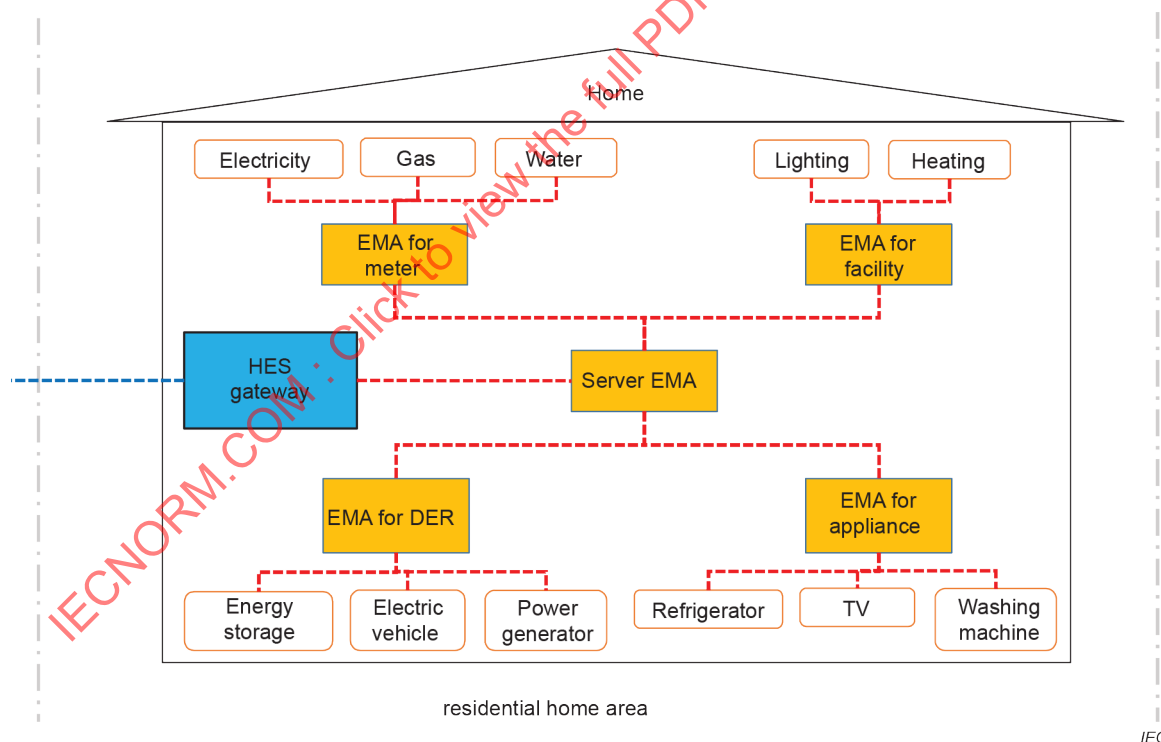 Home
Electricity
Gas
Water
Lighting
Heating
EMA for
meter
EMA for
facility
HES
gateway
Server EMA
EMA for DER
EMA for
appliance
Energy
storage
Electric
vehicle
Power
generator
Refrigerator
TV
Washing
machine
residential home area
IECNORM.COM : Click to view the full PDF
IEC